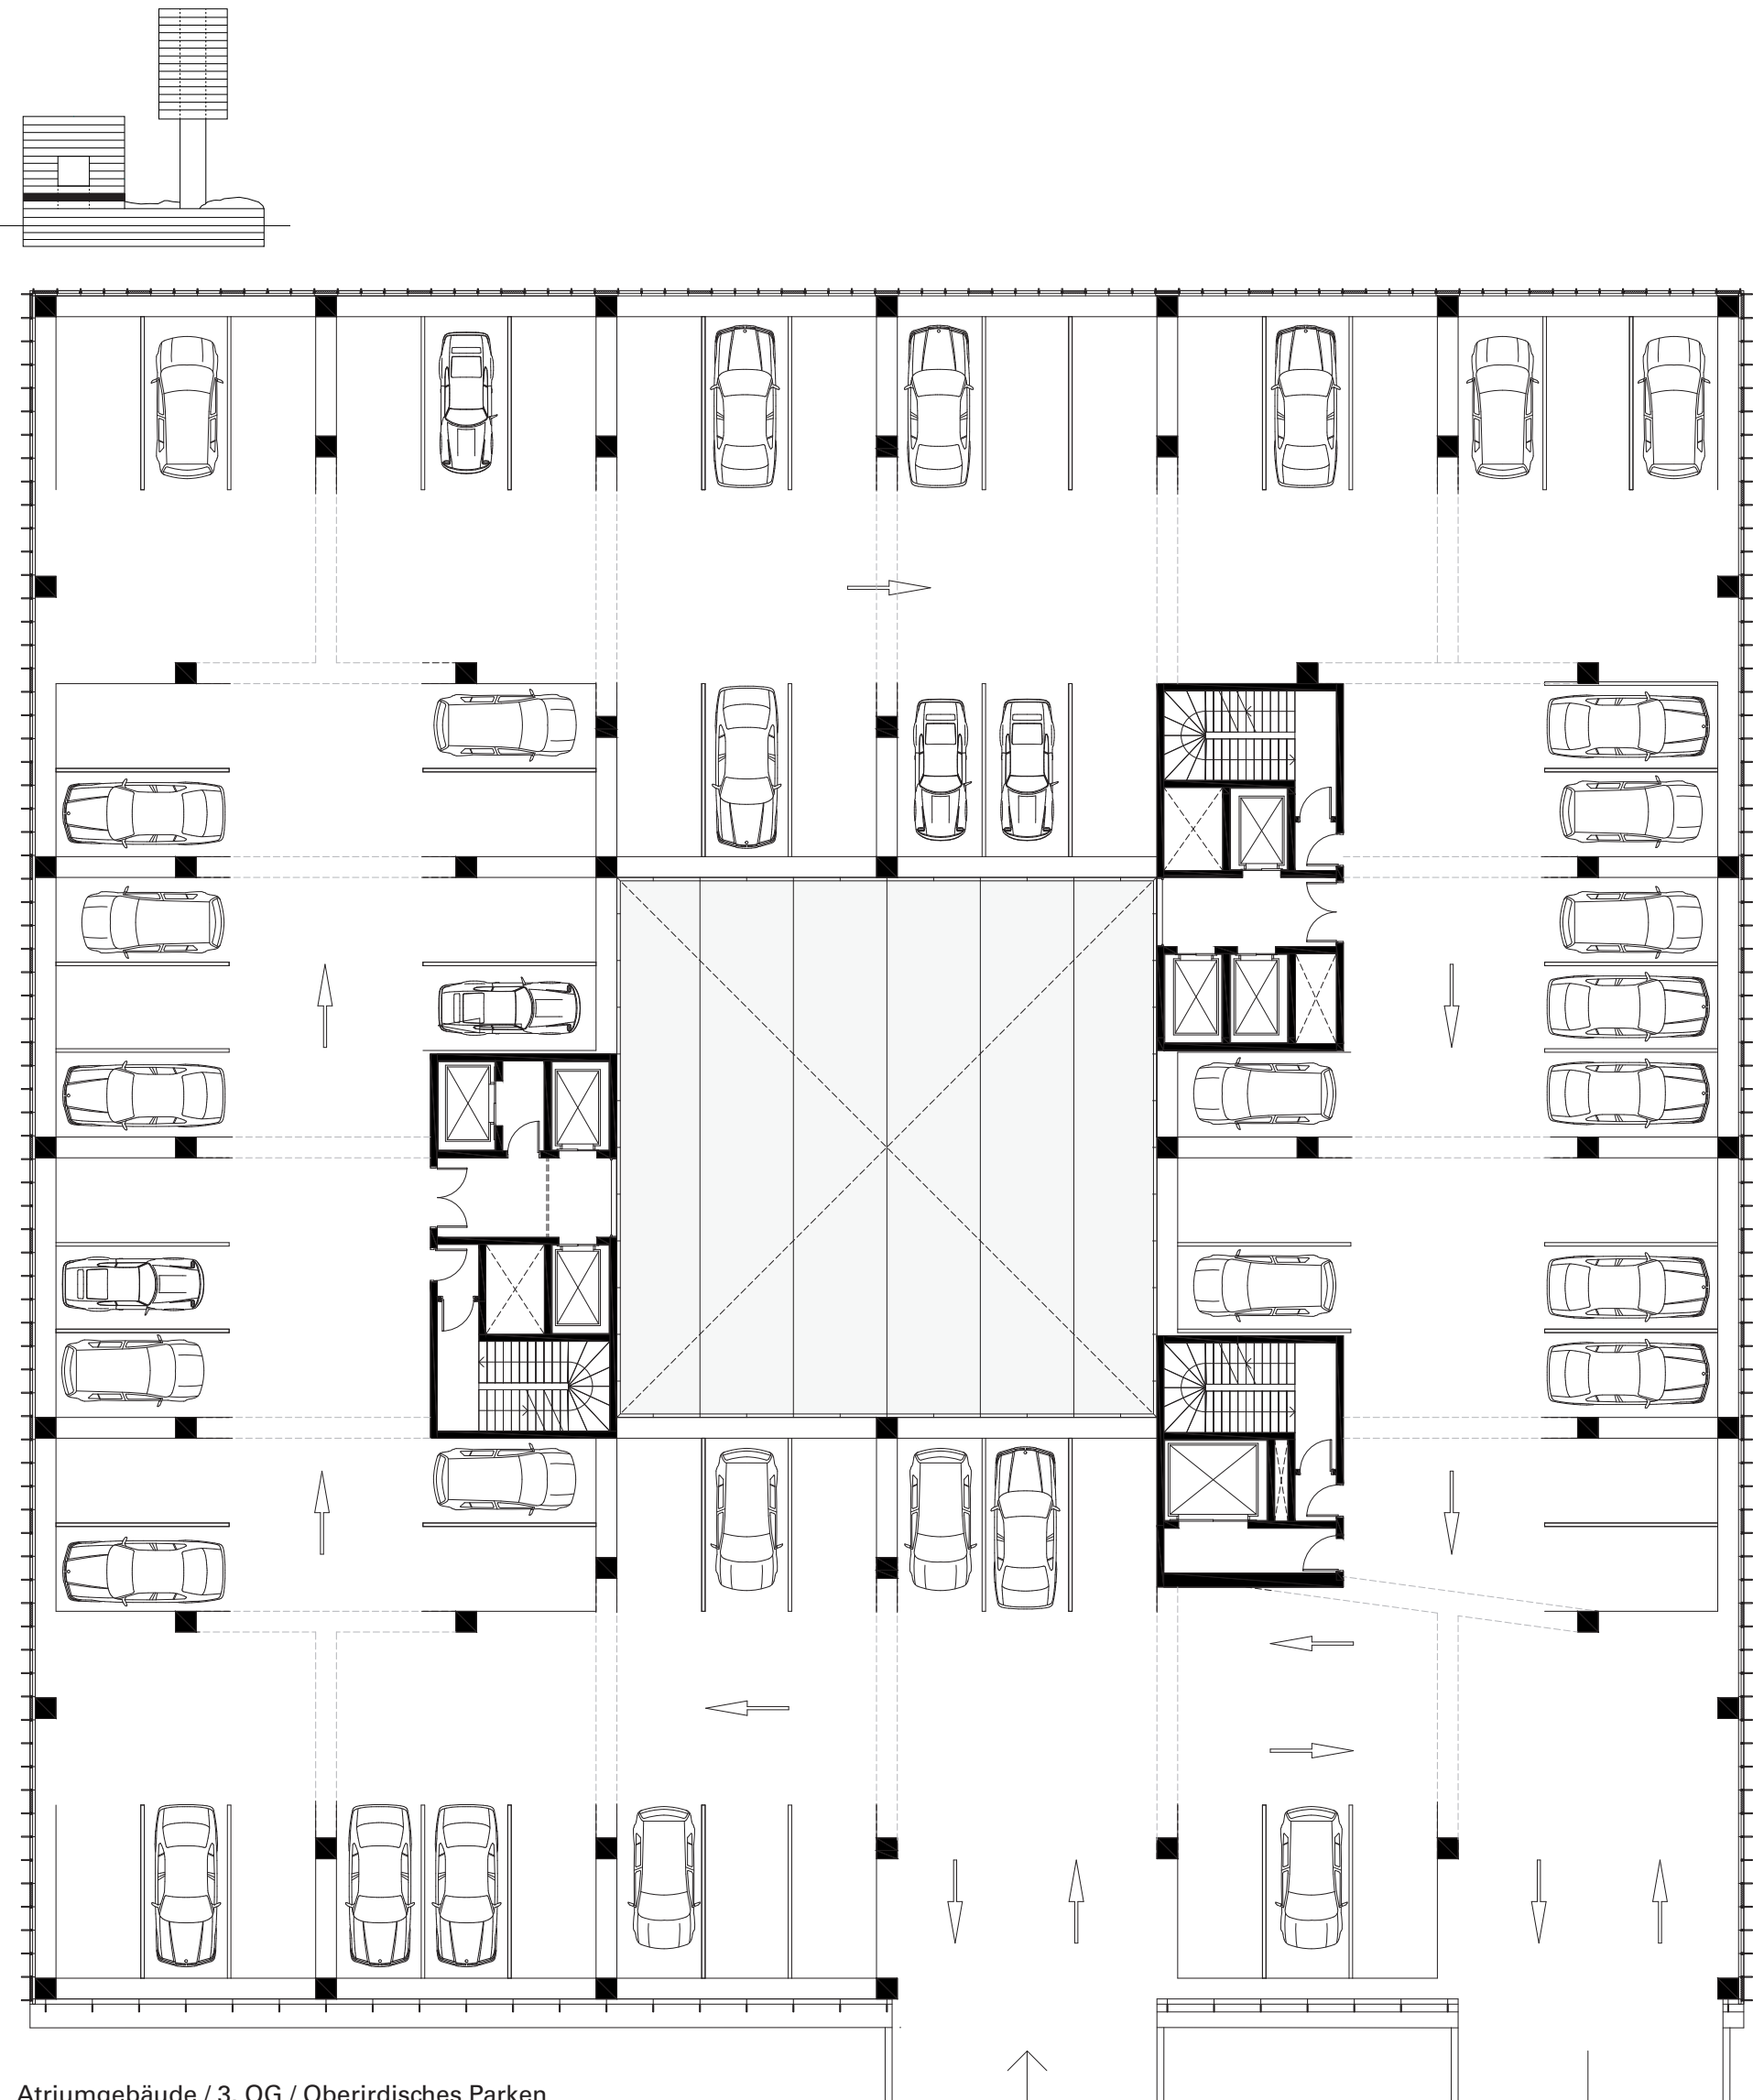 Atriumgebäude / 3. OG / Oberirdisches Parken